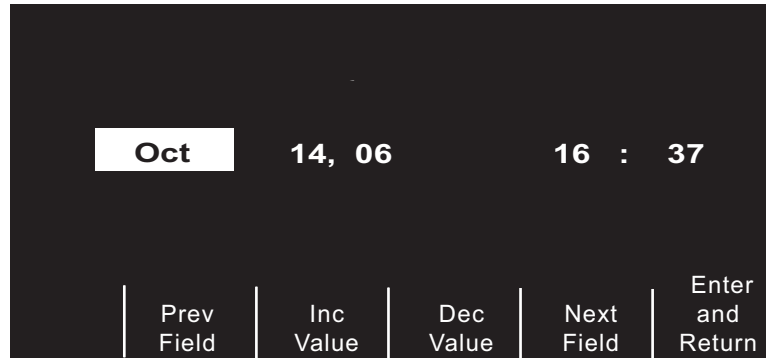 Oct 14, 06 16 : 37
Prev Field
Inc Value
Dec Value
Next Field
Enter and Return